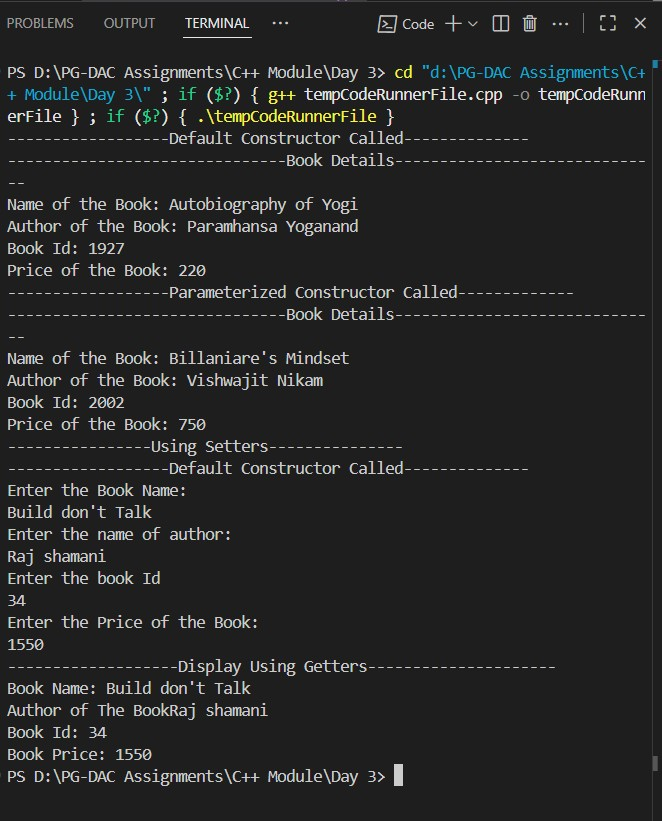 PROBLEMS OUTPUT TERMINAL ··· Code
PS D:\PG-DAC Assignments\C++ Module\Day 3> cd "d:\PG-DAC Assignments\C+
+ Module\Day 3\" ; if ($?) { g++ tempCodeRunnerFile.cpp -o tempCodeRunn
erFile } ; if ($?) { .\tempCodeRunnerFile }
------------------Default Constructor Called--------------
-------------------------------Book Details----------------------------
--
Name of the Book: Autobiography of Yogi
Author of the Book: Paramhansa Yoganand
Book Id: 1927
Price of the Book: 220
------------------Parameterized Constructor Called-------------
-------------------------------Book Details----------------------------
--
Name of the Book: Billaniare's Mindset
Author of the Book: Vishwajit Nikam
Book Id: 2002
Price of the Book: 750
----------------Using Setters---------------
------------------Default Constructor Called--------------
Enter the Book Name:
Build don't Talk
Enter the name of author:
Raj shamani
Enter the book Id
34
Enter the Price of the Book:
1550
-------------------Display Using Getters---------------------
Book Name: Build don't Talk
Author of The BookRaj shamani
Book Id: 34
Book Price: 1550
PS D:\PG-DAC Assignments\C++ Module\Day 3>